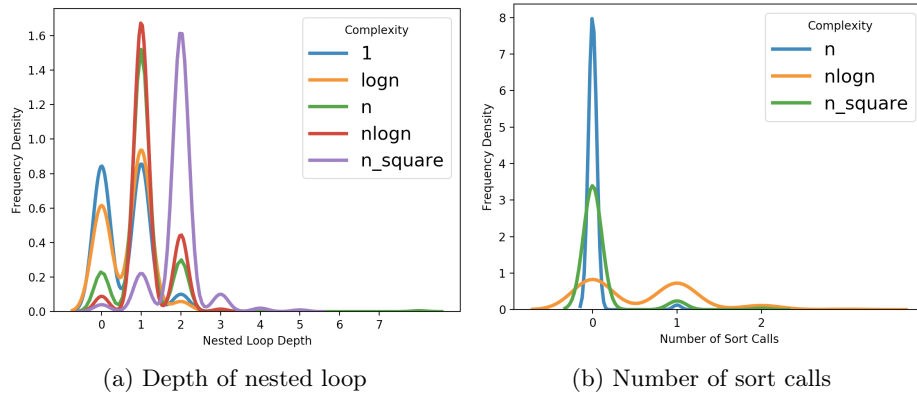 Complexity
1
logn
n
nlogn
n_square
Frequency Density
1.6
1.4
1.2
1.0
0.8
0.6
0.4
0.2
0.0
0 1 2 3 4 5 6 7
Nested Loop Depth
(a) Depth of nested loop
Complexity
n
nlogn
n_square
Frequency Density
8
7
6
5
4
3
2
1
0
0 1 2
Number of Sort Calls
(b) Number of sort calls